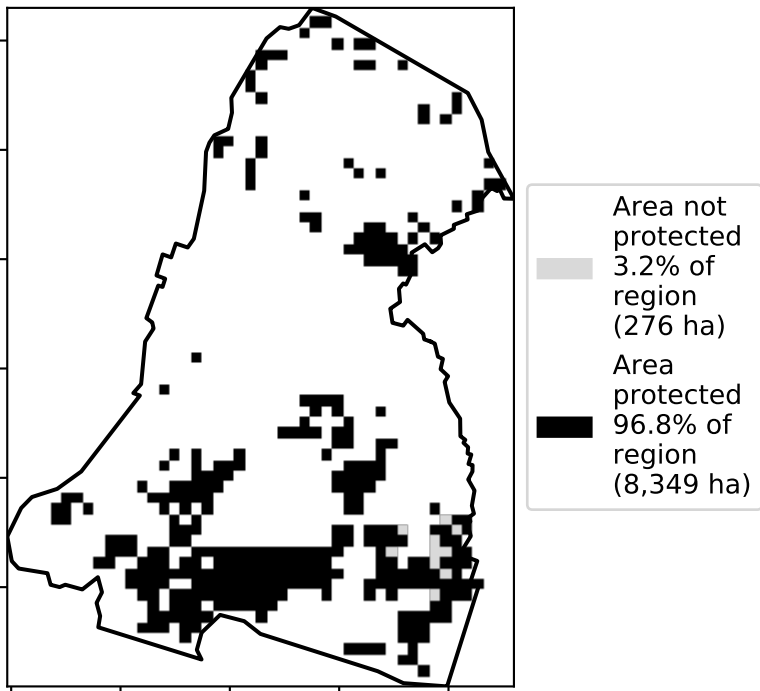 Area not
protected
3.2% of
region
(276 ha)
Area
protected
96.8% of
region
(8,349 ha)